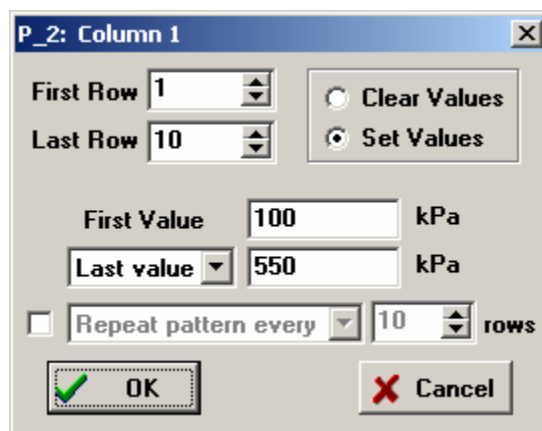 P_2: Column 1
First Row 1
Clear Values
Last Row 10
Set Values
First Value 100 kPa
Last value 550 kPa
Repeat pattern every 10 rows
OK Cancel